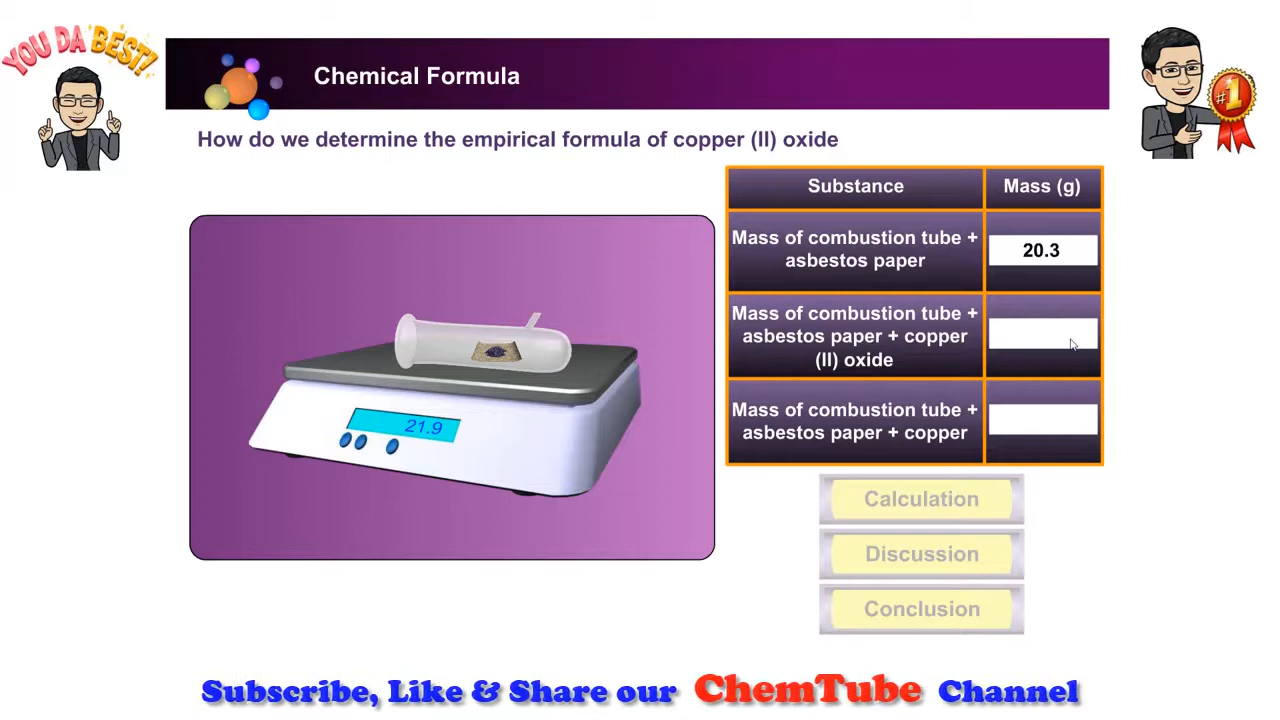 YOU DA BEST!
Chemical Formula
#1
How do we determine the empirical formula of copper (II) oxide
Substance
Mass (g)
Mass of combustion tube +
asbestos paper
20.3
Mass of combustion tube +
asbestos paper + copper
(II) oxide
Mass of combustion tube +
asbestos paper + copper
21.9
Calculation
Discussion
Conclusion
Subscribe, Like & Share our ChemTube Channel